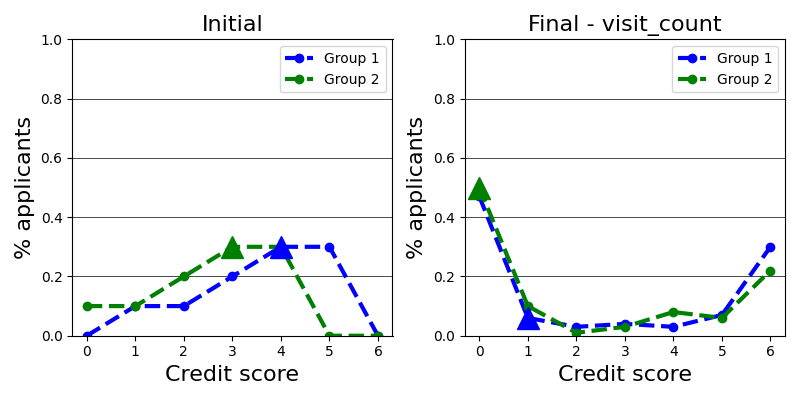 Initial
Final - visit_count
% applicants
1.0
0.8
0.6
0.4
0.2
0.0
Group 1
Group 2
0 1 2 3 4 5 6
Credit score
% applicants
1.0
0.8
0.6
0.4
0.2
0.0
Group 1
Group 2
0 1 2 3 4 5 6
Credit score